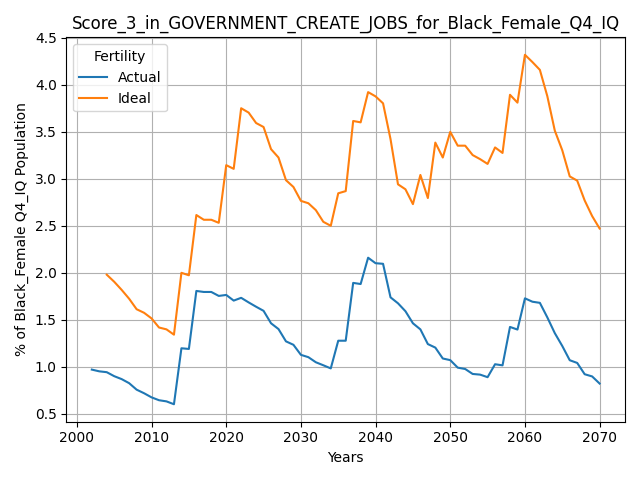 Score_3_in_GOVERNMENT_CREATE_JOBS_for_Black_Female_Q4_IQ
Fertility
Actual
Ideal
% of Black_Female Q4_IQ Population
4.5
4.0
3.5
3.0
2.5
2.0
1.5
1.0
0.5
2000 2010 2020 2030 2040 2050 2060 2070
Years